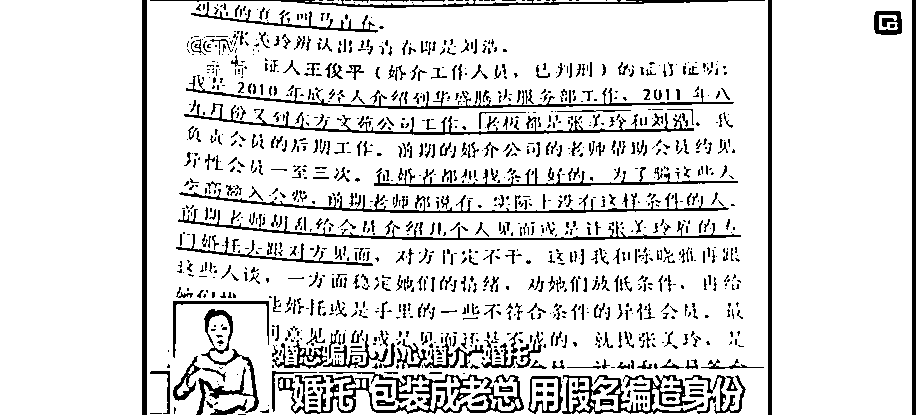 刘浩的真名叫马青春。
张美玲辨认出马青春即是刘浩。
CCTV
证人王俊平（婚介工作人员，已判刑）的证言证明：
我是 2010 年底经人介绍到华盛腾达服务部工作，2011 年八
九月份又到东方文苑公司工作，老板都是张美玲和刘浩。我
负责会员的后期工作。前期的婚介公司的老师帮助会员约见
异性会员一至三次。征婚者都想找条件好的，为了骗这些人
交高额入会费，前期老师都说有，实际上没有这样条件的人。
前期老师胡乱给会员介绍几个人见面或是让张美玲雇的专
门婚托去跟对方见面，对方肯定不干。这时我和陈晓雅再跟
这些人谈，一方面稳定她们的情绪，劝她们放低条件，再给
婚托或是手里的一些不符合条件的异性会员。最
意见面的或是见面还是不成的，就找张美玲，是
婚恋骗局·小心婚介“婚托”
“婚托”包装成老总 用假名编造身份